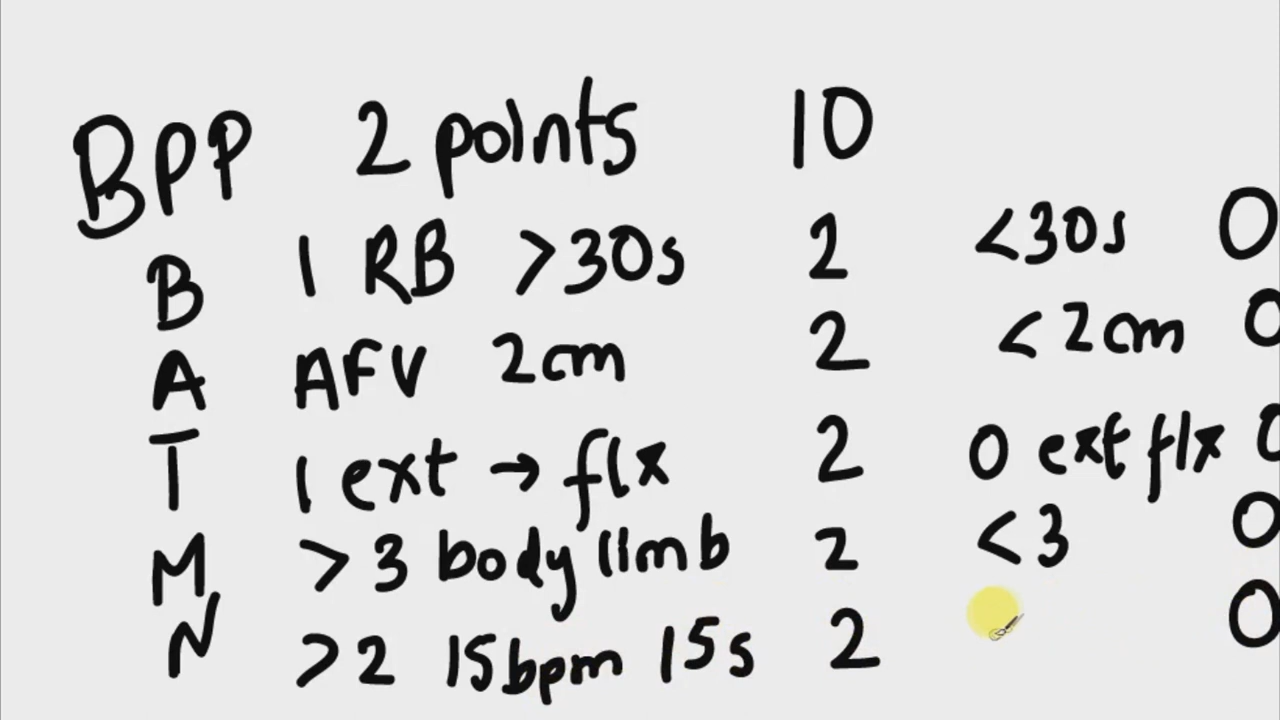 BPP 2 points 10
B 1 RB >30s 2 <30s 0
A AFV 2cm 2 <2cm 0
T 1 ext → flx 2 0 ext flx 0
M >3 body limb 2 <3 0
N >2 15bpm 15s 2 0